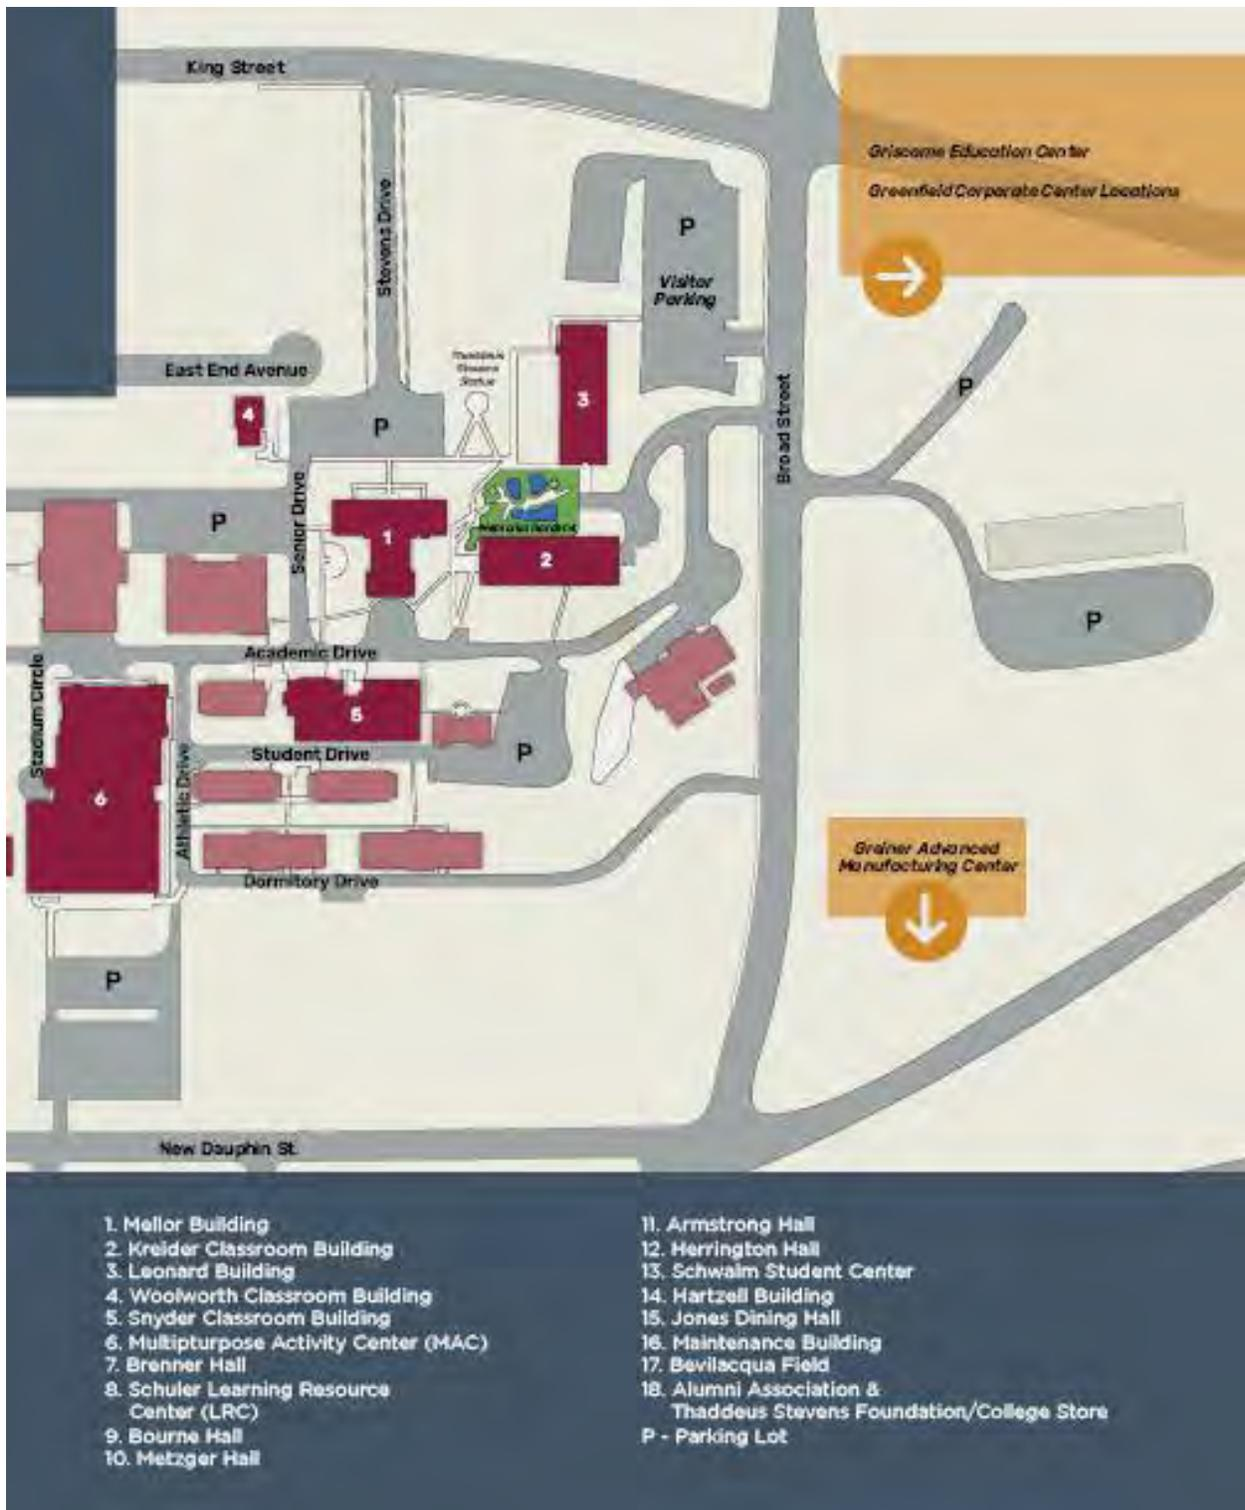 King Street
Griscome Education Center
Greenfield Corporate Center Locations
Stevens Drive
P
Visitor
Parking
East End Avenue
Thaddeus
Stevens
Statue
P
4
3
P
Broad Street
Senior Drive
P
1
2
P
Academic Drive
Stadium Circle
5
Student Drive
P
Athletic Drive
6
Greiner Advanced
Manufacturing Center
Dormitory Drive
P
New Dauphin St.
1. Mellor Building
2. Kreider Classroom Building
3. Leonard Building
4. Woolworth Classroom Building
5. Snyder Classroom Building
6. Multipturpose Activity Center (MAC)
7. Brenner Hall
8. Schuler Learning Resource
Center (LRC)
9. Bourne Hall
10. Metzger Hall
11. Armstrong Hall
12. Herrington Hall
13. Schwalm Student Center
14. Hartzell Building
15. Jones Dining Hall
16. Maintenance Building
17. Bevilacqua Field
18. Alumni Association &
Thaddeus Stevens Foundation/College Store
P - Parking Lot